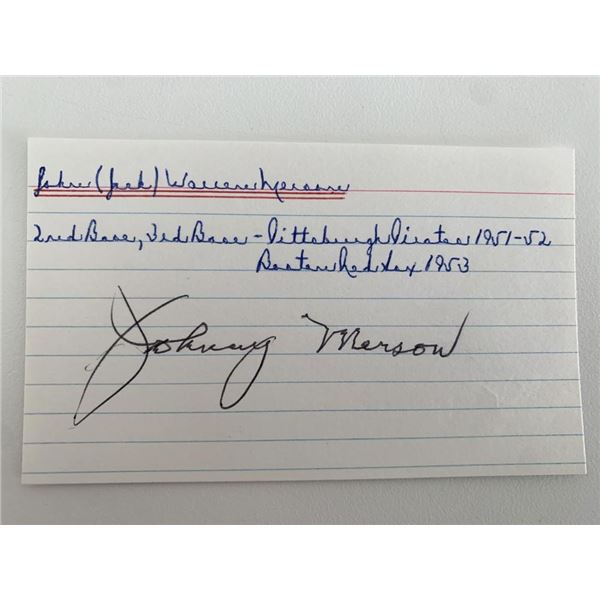 John (Jack) Warren Merson
2nd Base, 3rd Base - Pittsburgh Pirates 1951-52
Boston Red Sox 1953
Johnny Merson